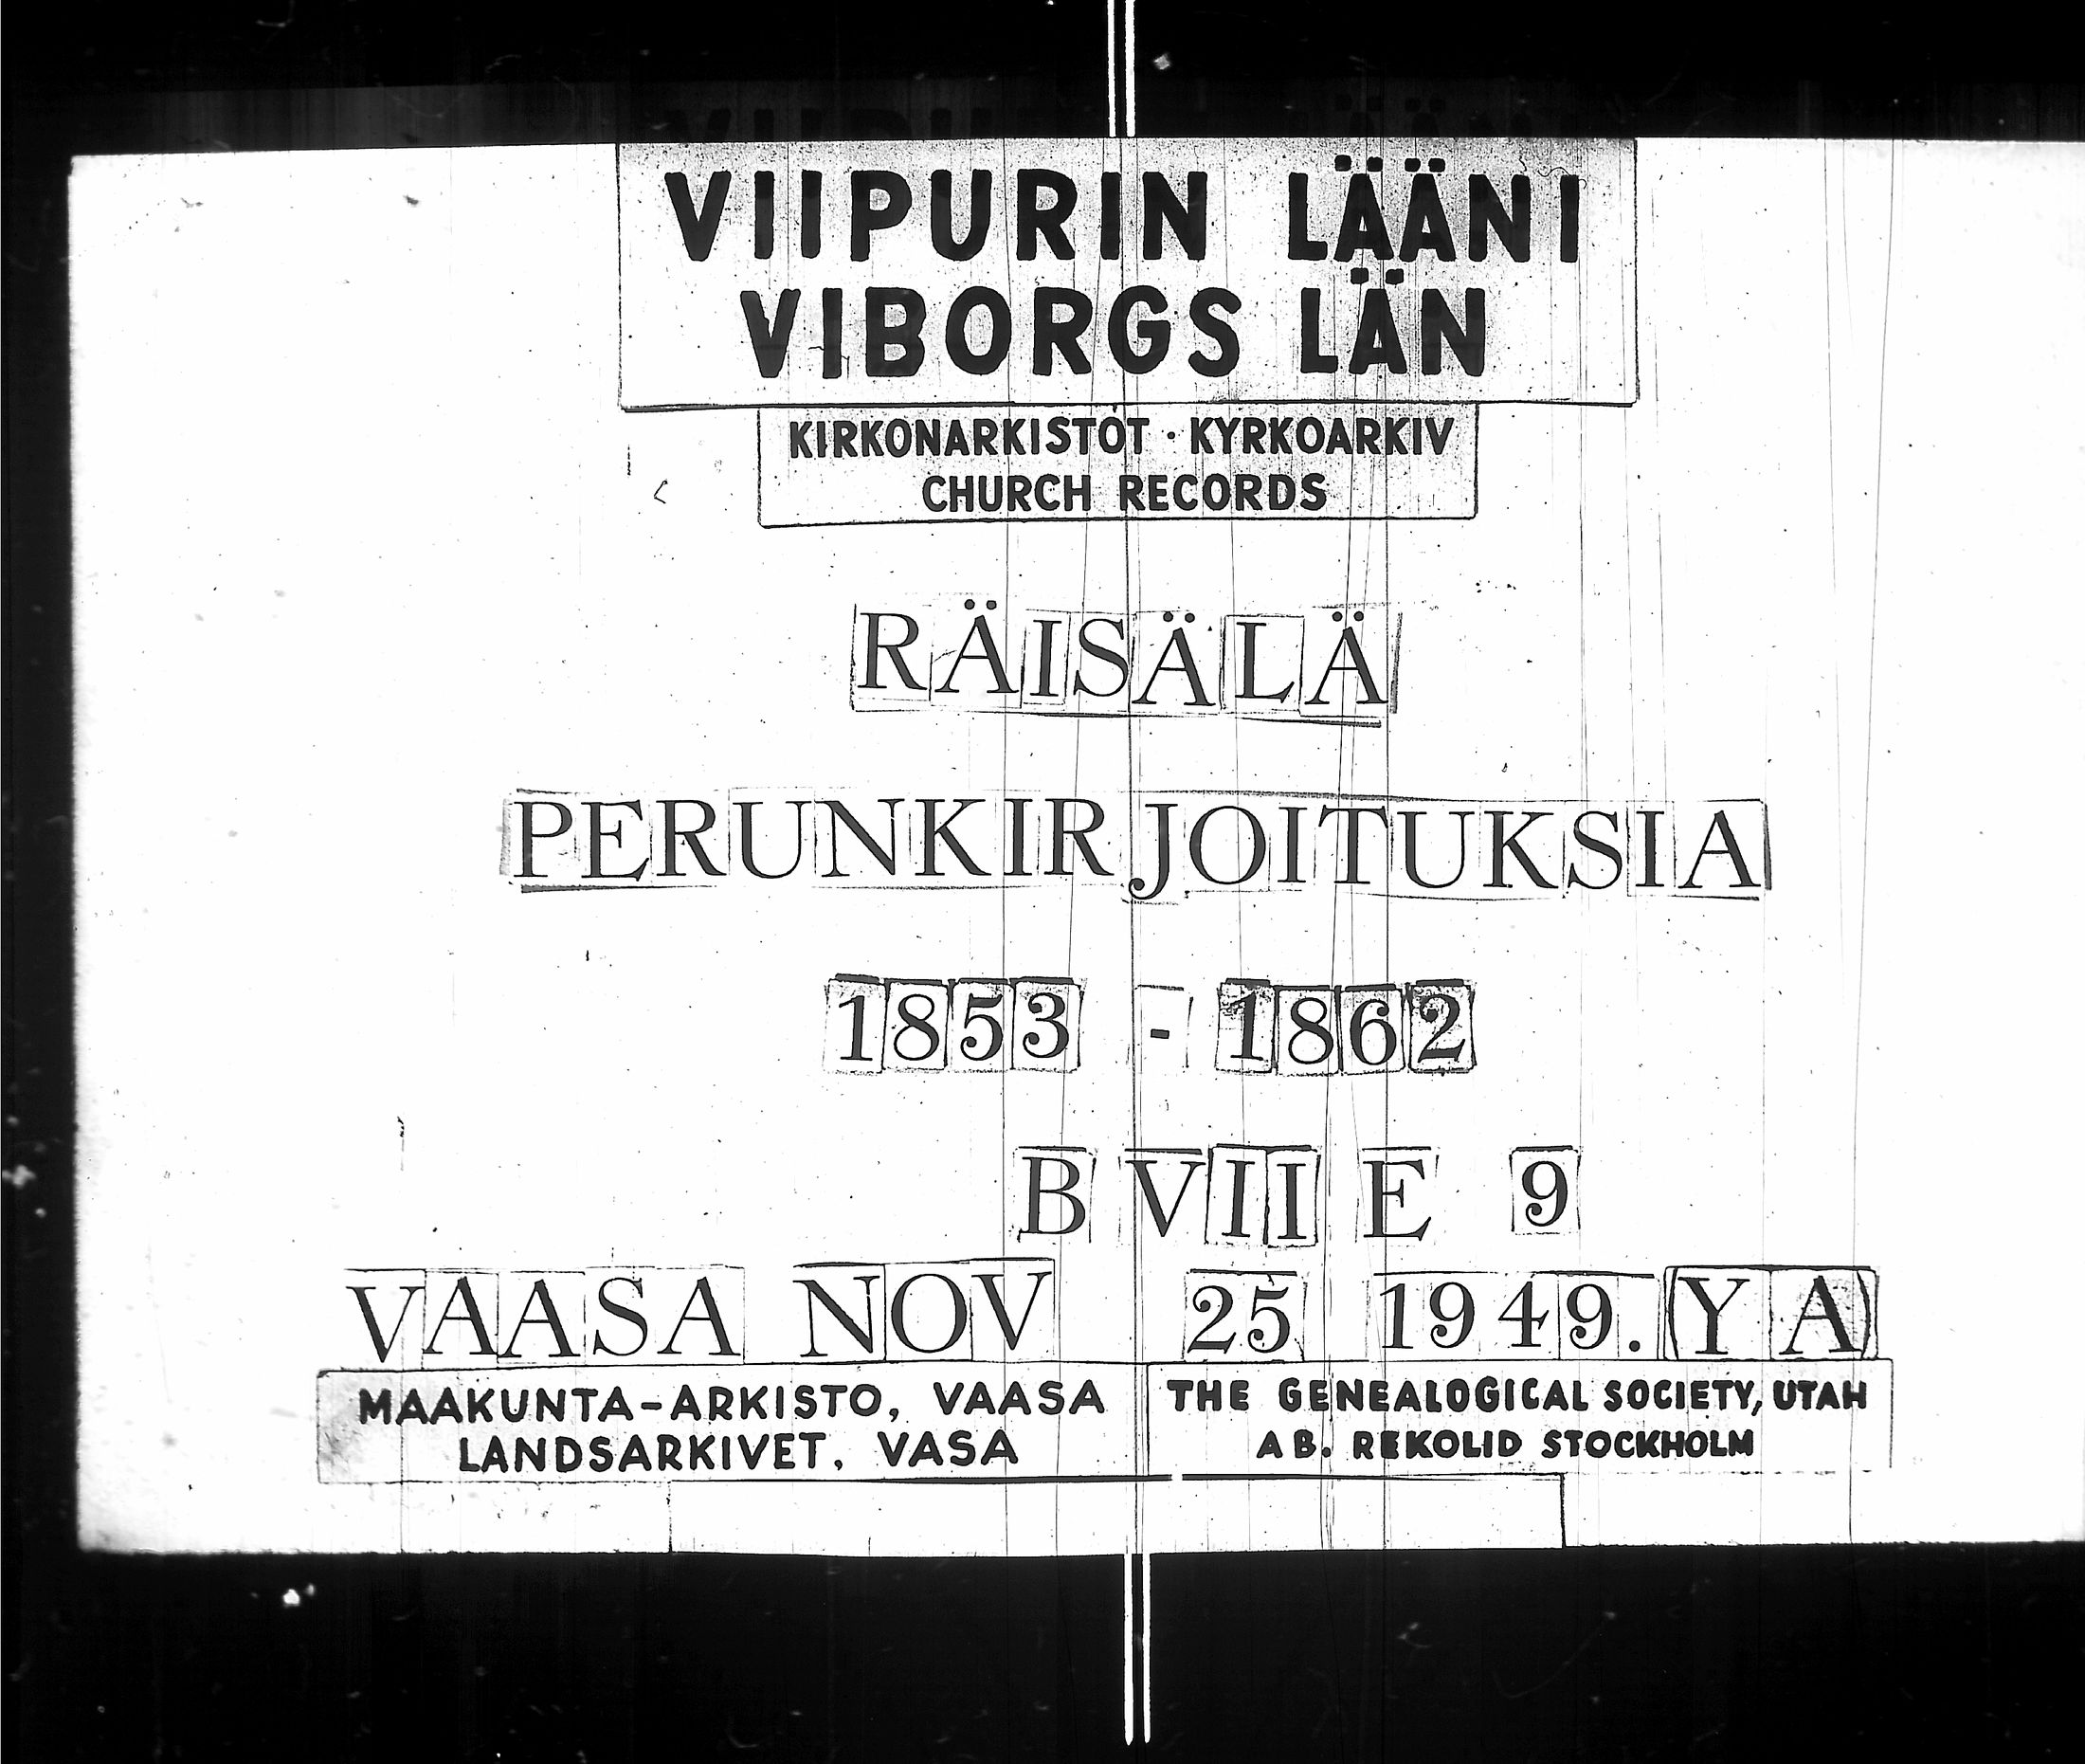 VIIPURIN LÄÄNI
VIBORGS LÄN
KIRKONARKISTOT · KYRKOARKIV
CHURCH RECORDS
RÄISÄLÄ
PERUNKIRJOITUKSIA
1853 - 1862
B VII E 9
VAASA NOV 25 1949. (YA)
MAAKUNTA-ARKISTO, VAASA
LANDSARKIVET, VASA
THE GENEALOGICAL SOCIETY, UTAH
AB. REKOLID STOCKHOLM